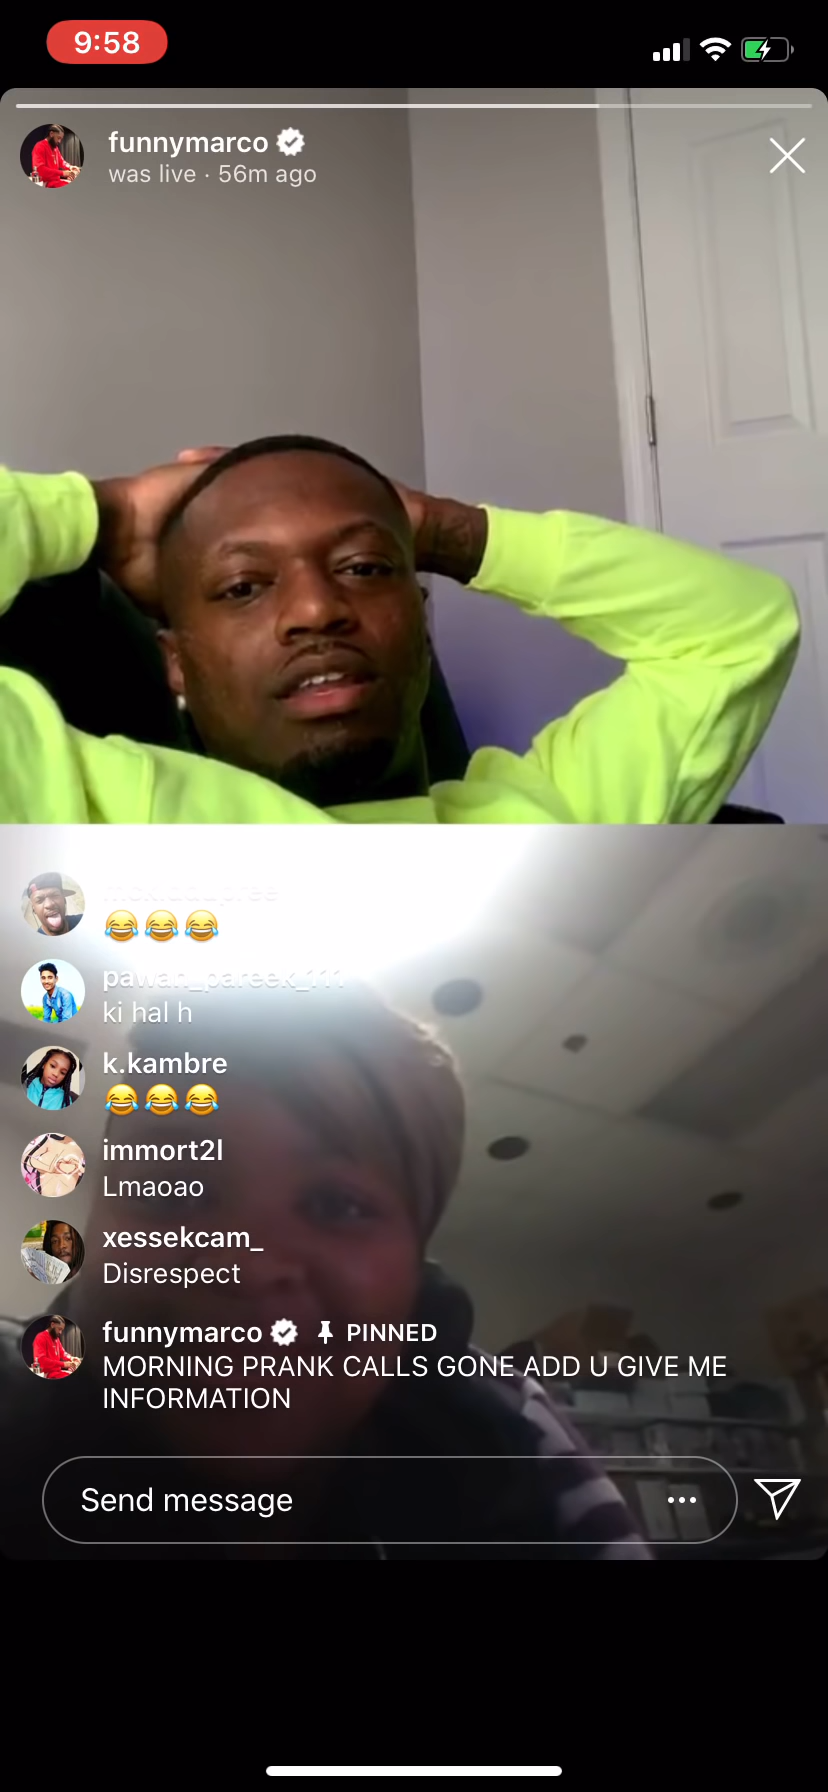 9:58
funnymarco
was live · 56m ago
😂😂😂
pawan_pareek_111
ki hal h
k.kambre
😂😂😂
immort2l
Lmaoao
xessekcam_
Disrespect
funnymarco PINNED
MORNING PRANK CALLS GONE ADD U GIVE ME
INFORMATION
Send message